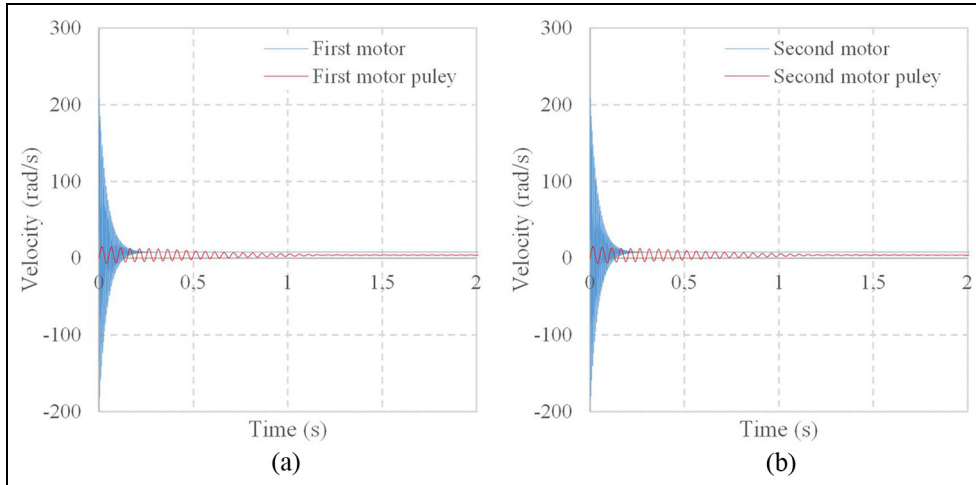 300
200
100
0
-100
-200
Velocity (rad/s)
First motor
First motor puley
0
0,5
1
1,5
2
Time (s)
(a)
300
200
100
0
-100
-200
Velocity (rad/s)
Second motor
Second motor puley
0
0,5
1
1,5
2
Time (s)
(b)